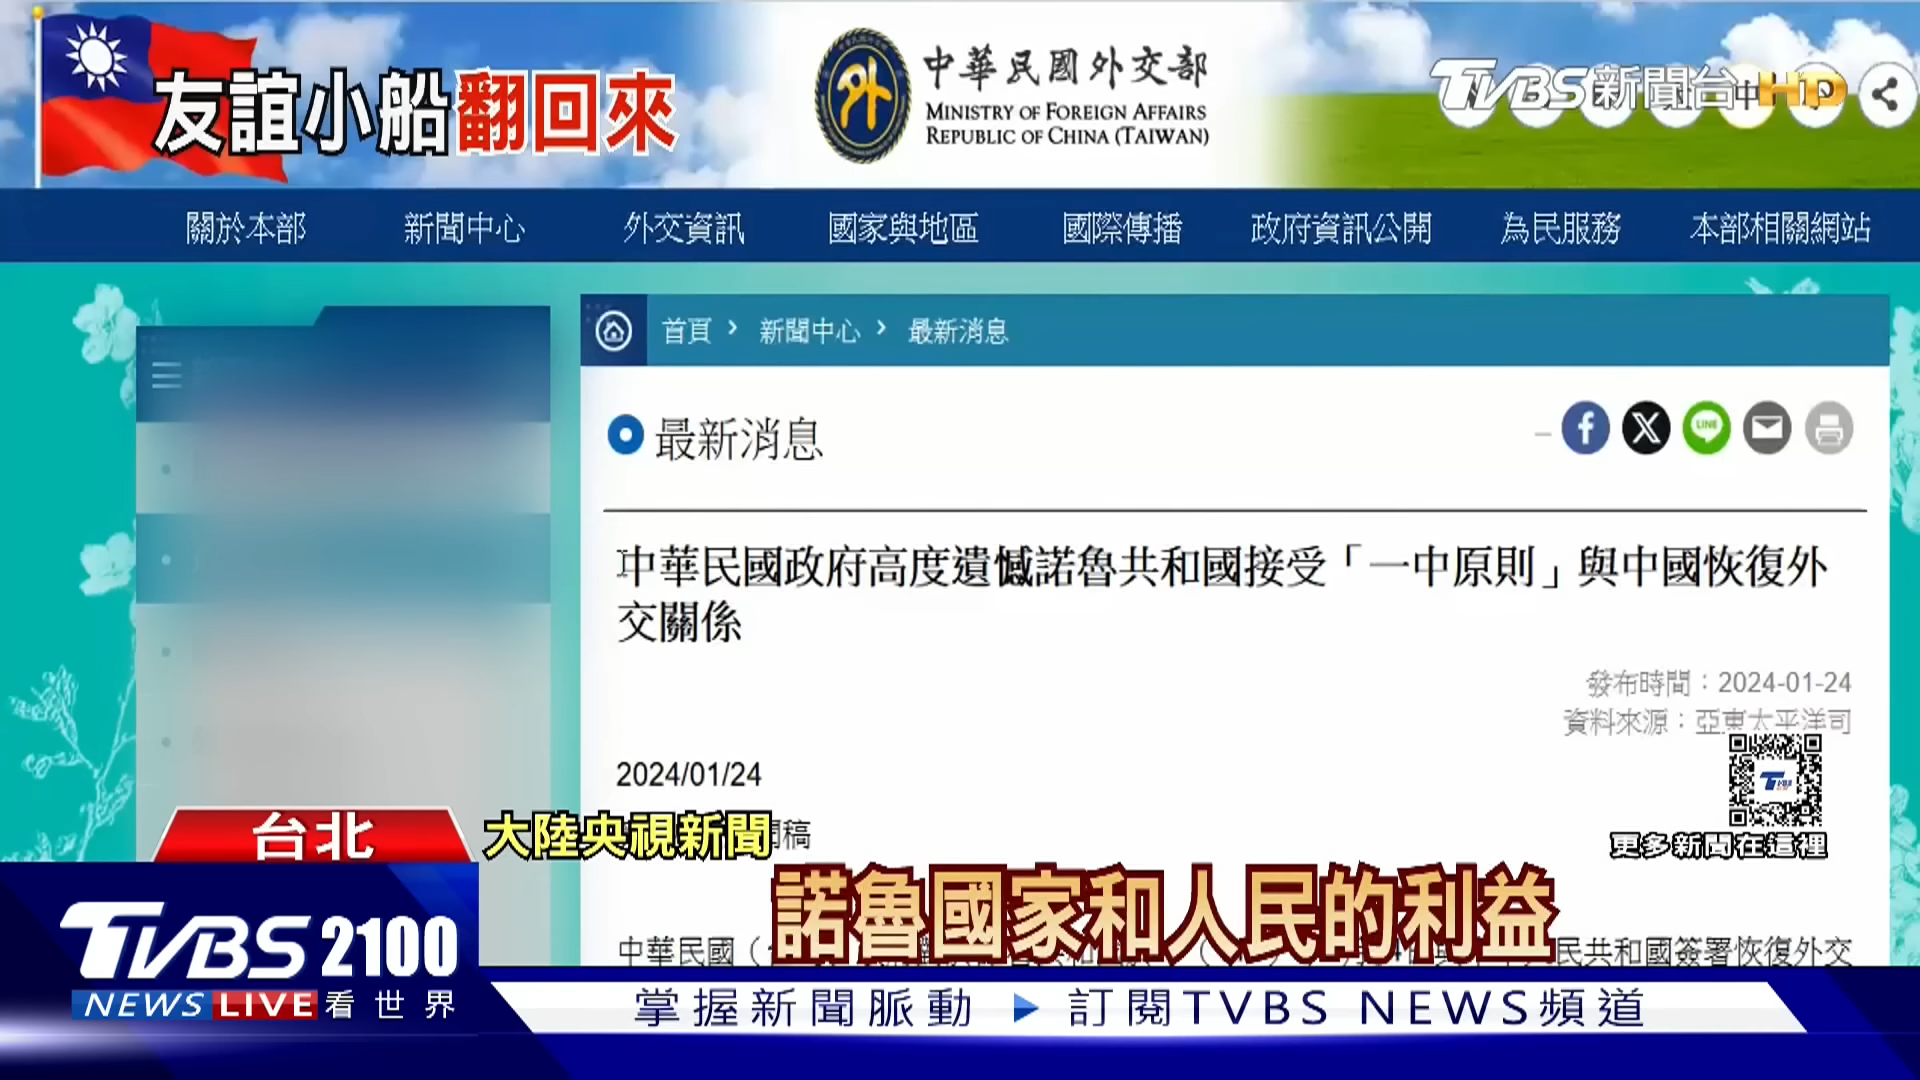 友誼小船翻回來
中華民國外交部
MINISTRY OF FOREIGN AFFAIRS
REPUBLIC OF CHINA (TAIWAN)
TVBS新聞台 HD
關於本部 新聞中心 外交資訊 國家與地區 國際傳播 政府資訊公開 為民服務 本部相關網站
首頁 > 新聞中心 > 最新消息
最新消息
LINE
中華民國政府高度遺憾諾魯共和國接受「一中原則」與中國恢復外
交關係
發布時間：2024-01-24
資料來源：亞東太平洋司
2024/01/24
TVBS
更多新聞在這裡
台北
大陸央視新聞
稿
諾魯國家和人民的利益
中華民國（
民共和國簽署恢復外交
TVBS 2100
NEWS LIVE 看世界
掌握新聞脈動 ▶ 訂閱TVBS NEWS頻道